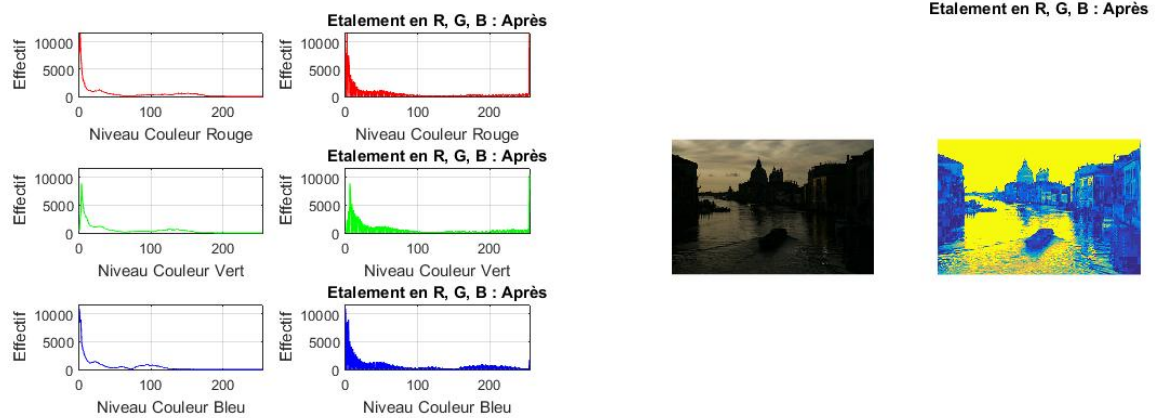 Etalement en R, G, B : Après
Etalement en R, G, B : Après
10000
5000
0
Effectif
0 100 200
Niveau Couleur Rouge
10000
5000
0
Effectif
0 100 200
Niveau Couleur Rouge
10000
5000
0
Effectif
0 100 200
Niveau Couleur Vert
Etalement en R, G, B : Après
10000
5000
0
Effectif
0 100 200
Niveau Couleur Vert
10000
5000
0
Effectif
0 100 200
Niveau Couleur Bleu
Etalement en R, G, B : Après
10000
5000
0
Effectif
0 100 200
Niveau Couleur Bleu